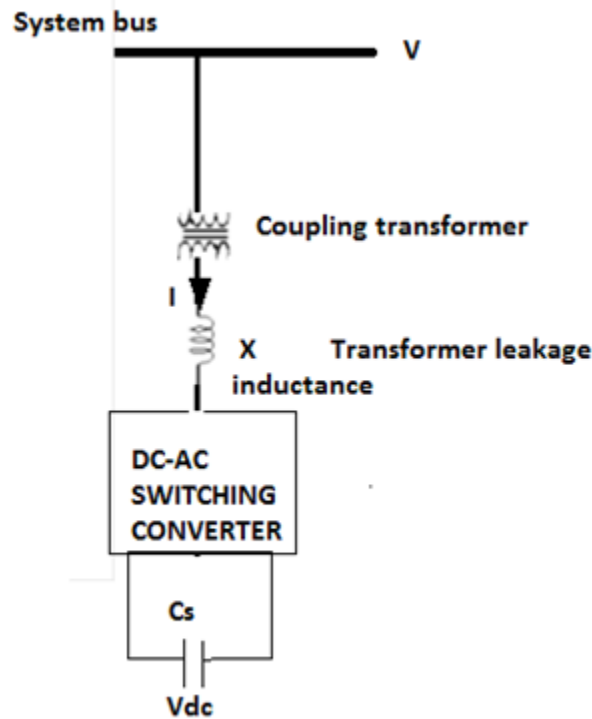 System bus
V
Coupling transformer
I
X Transformer leakage
inductance
DC-AC
SWITCHING
CONVERTER
Cs
Vdc